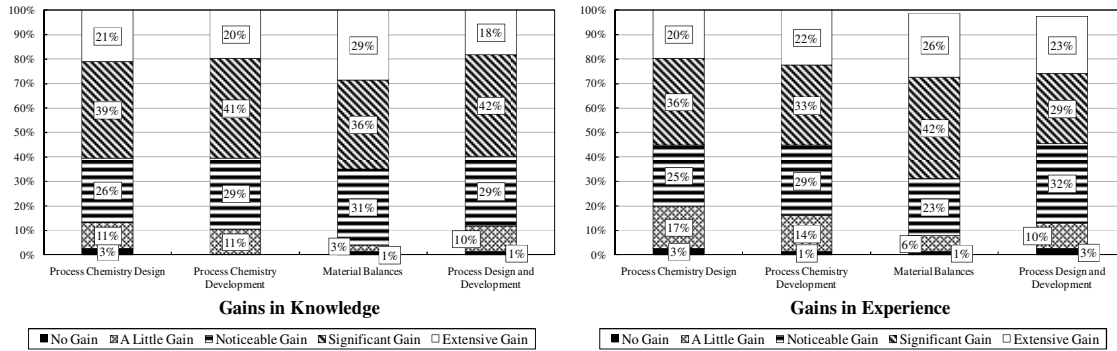 100%
90%
80%
70%
60%
50%
40%
30%
20%
10%
0%
21% 20% 29% 18%
39% 41% 36% 42%
26% 29% 31% 29%
11% 11% 3% 10%
3% 1% 1%
Process Chemistry Design Process Chemistry Development Material Balances Process Design and Development
Gains in Knowledge
No Gain A Little Gain Noticeable Gain Significant Gain Extensive Gain
100%
90%
80%
70%
60%
50%
40%
30%
20%
10%
0%
20% 22% 26% 23%
36% 33% 42% 29%
25% 29% 23% 32%
17% 14% 6% 10%
3% 1% 1% 3%
Process Chemistry Design Process Chemistry Development Material Balances Process Design and Development
Gains in Experience
No Gain A Little Gain Noticeable Gain Significant Gain Extensive Gain